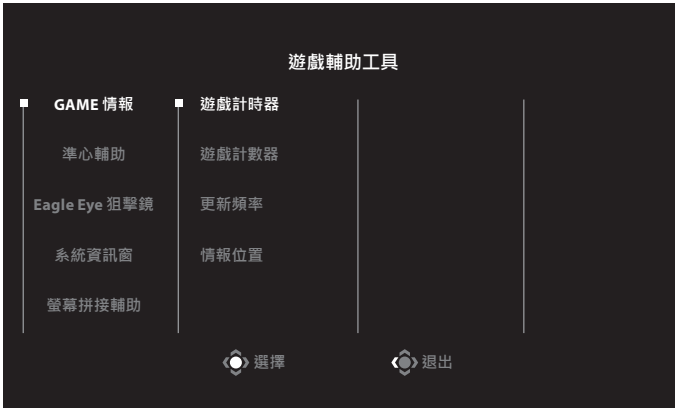 遊戲輔助工具
GAME 情報
遊戲計時器
準心輔助
遊戲計數器
Eagle Eye 狙擊鏡
更新頻率
系統資訊窗
情報位置
螢幕拼接輔助
選擇
退出